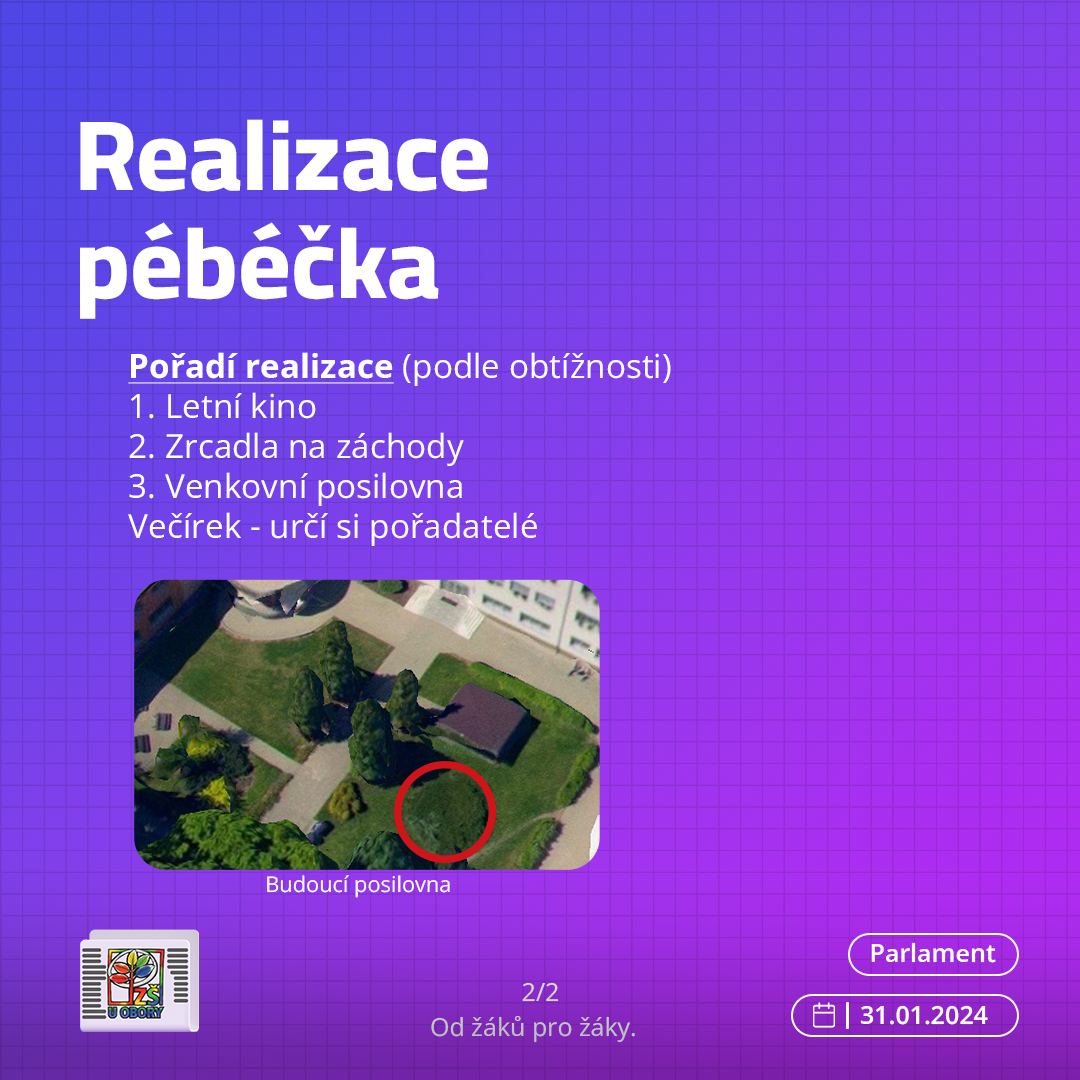 Realizace
pébéčka
Pořadí realizace (podle obtížnosti)
1. Letní kino
2. Zrcadla na záchody
3. Venkovní posilovna
Večírek - určí si pořadatelé
Budoucí posilovna
ZŠ
U OBORY
2/2
Od žáků pro žáky.
Parlament
31.01.2024